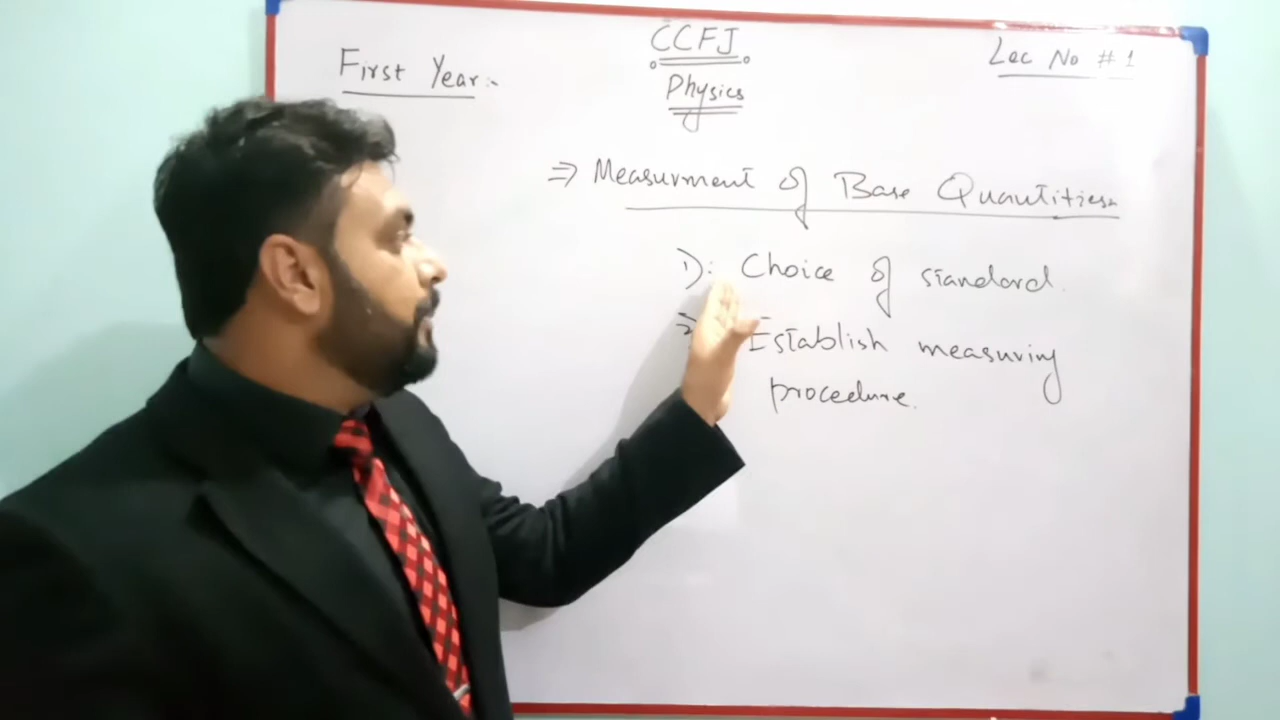 First Year:-
CCFJ
Physics
Lec No # 1
⇒ Measurment of Base Quantities.
1): Choice of standard.
Establish measuring
procedure.